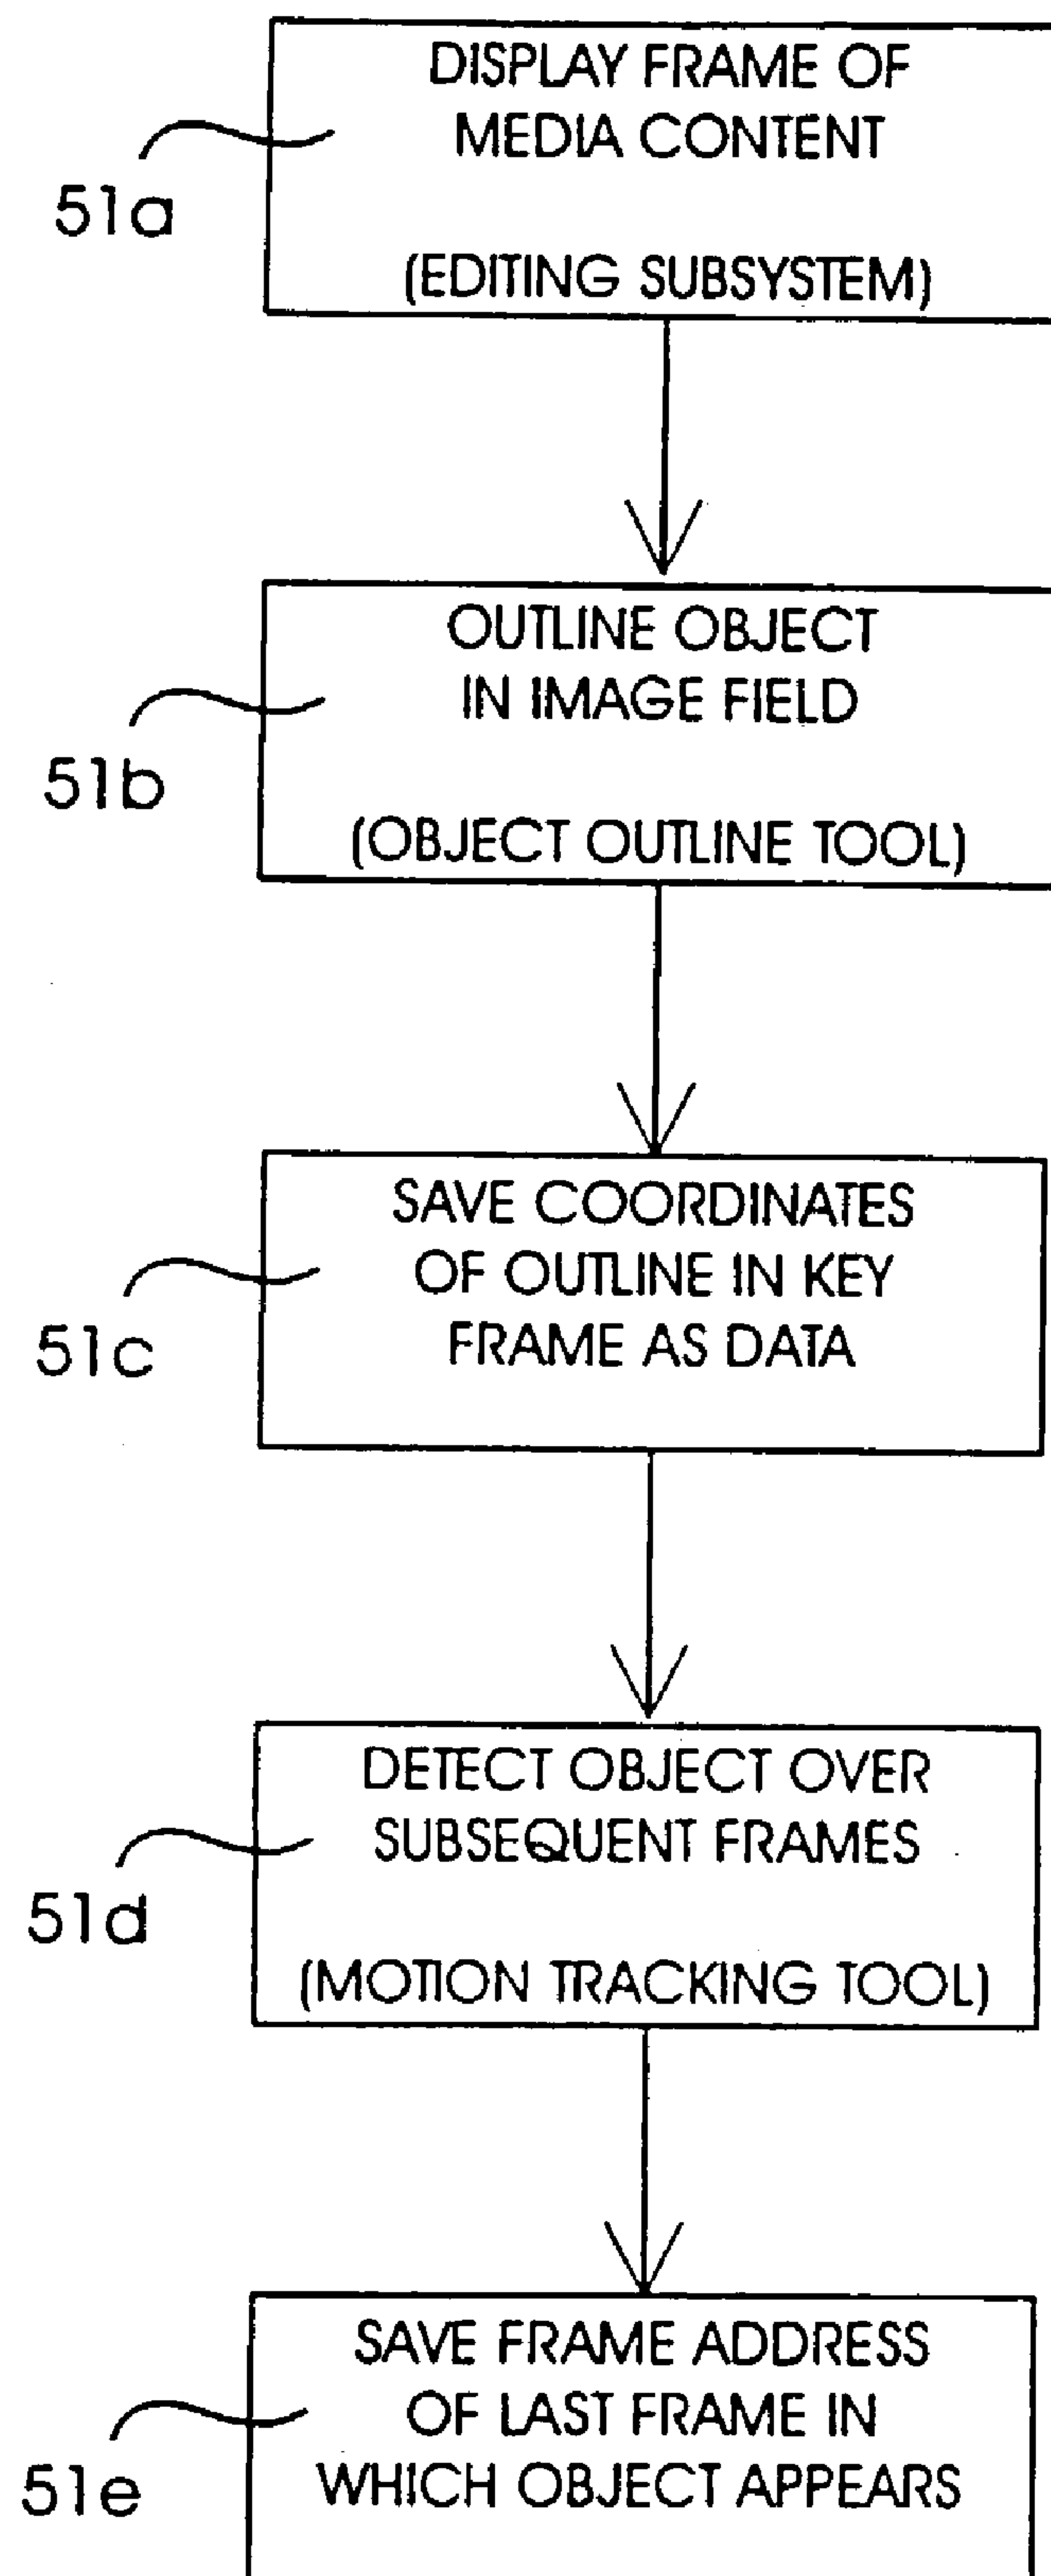 DISPLAY FRAME OF
MEDIA CONTENT
(EDITING SUBSYSTEM)
51a
OUTLINE OBJECT
IN IMAGE FIELD
(OBJECT OUTLINE TOOL)
51b
SAVE COORDINATES
OF OUTLINE IN KEY
FRAME AS DATA
51c
DETECT OBJECT OVER
SUBSEQUENT FRAMES
(MOTION TRACKING TOOL)
51d
SAVE FRAME ADDRESS
OF LAST FRAME IN
WHICH OBJECT APPEARS
51e